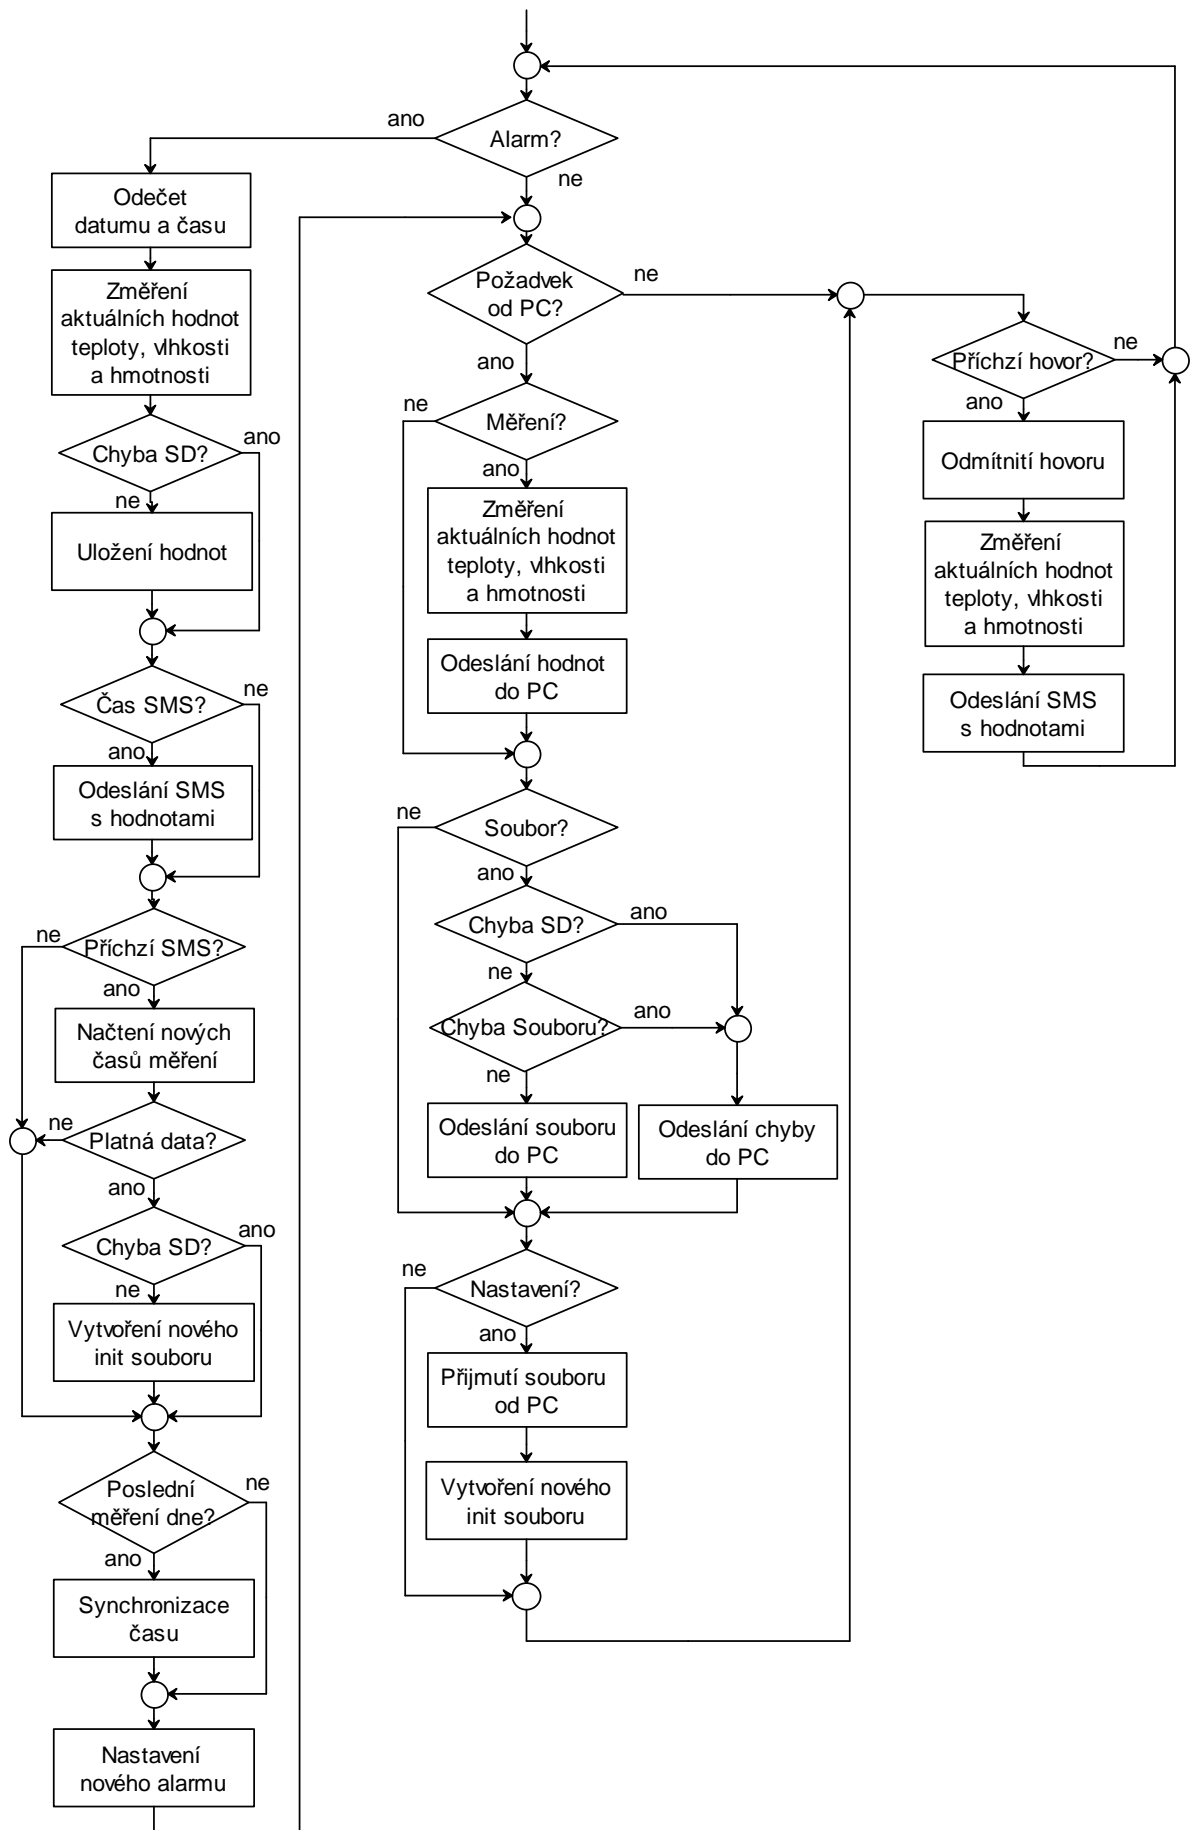 ano
Alarm?
ne
Odečet
datumu a času
Změření
aktuálních hodnot
teploty, vlhkosti
a hmotnosti
Chyba SD?
ano
ne
Uložení hodnot
Čas SMS?
ne
ano
Odeslání SMS
s hodnotami
ne
Příchzí SMS?
ano
Načtení nových
časů měření
ne
Platná data?
ano
Chyba SD?
ano
ne
Vytvoření nového
init souboru
Poslední
měření dne?
ne
ano
Synchronizace
času
Nastavení
nového alarmu
Požadvek
od PC?
ne
ano
ne
Měření?
ano
Změření
aktuálních hodnot
teploty, vlhkosti
a hmotnosti
Odeslání hodnot
do PC
ne
Soubor?
ano
Chyba SD?
ano
ne
Chyba Souboru?
ano
ne
Odeslání souboru
do PC
Odeslání chyby
do PC
ne
Nastavení?
ano
Přijmutí souboru
od PC
Vytvoření nového
init souboru
Příchzí hovor?
ne
ano
Odmítnití hovoru
Změření
aktuálních hodnot
teploty, vlhkosti
a hmotnosti
Odeslání SMS
s hodnotami